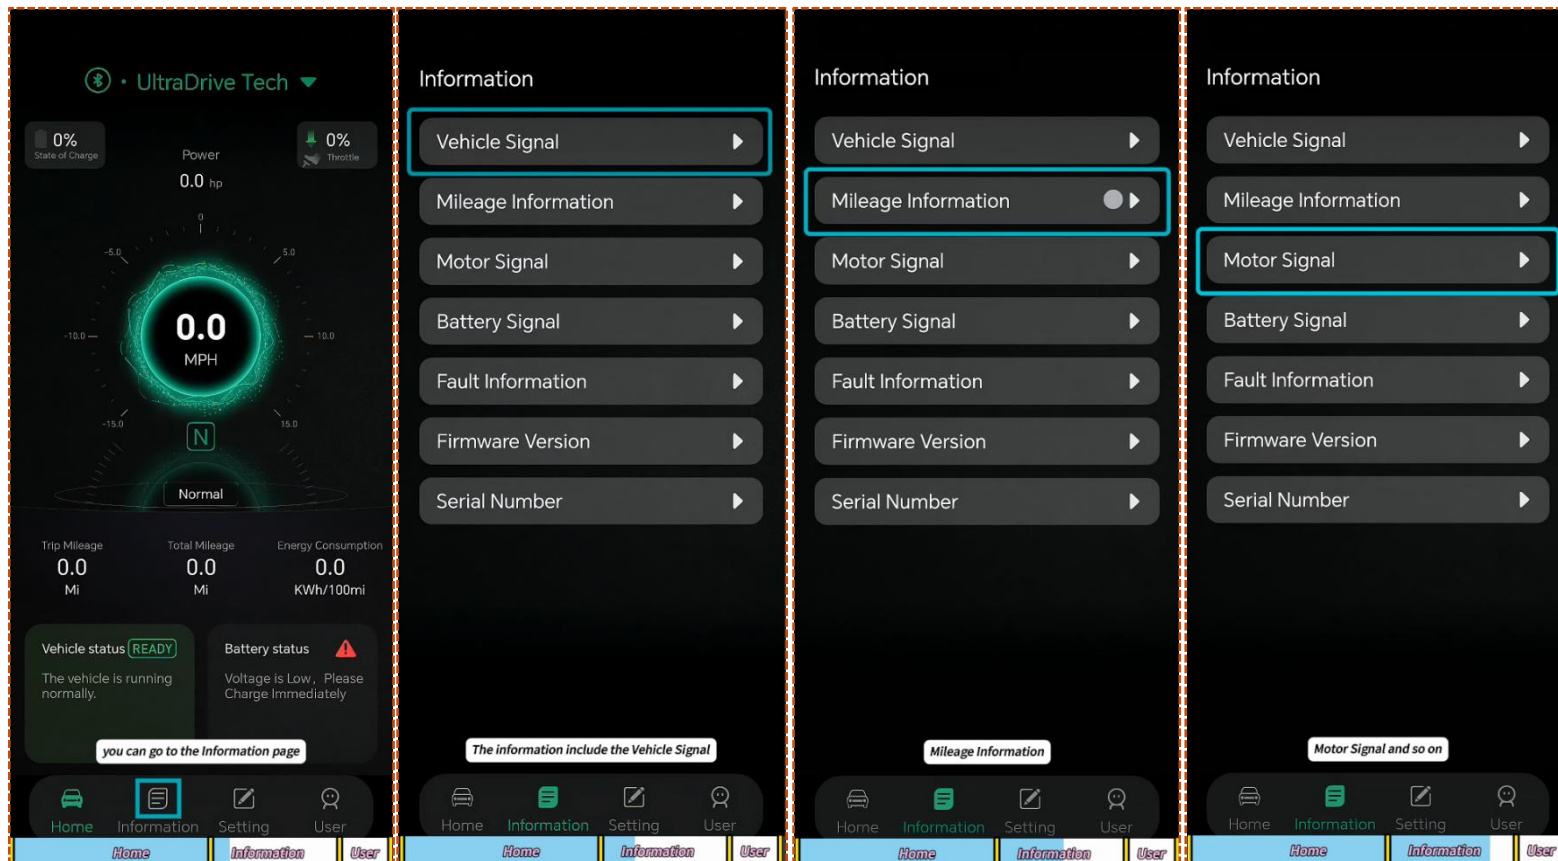 UltraDrive Tech
0%
State of Charge
Power
0.0 hp
0%
Throttle
0
-5.0
5.0
-10.0
10.0
0.0
MPH
-15.0
15.0
N
Normal
Trip Mileage
0.0
Mi
Total Mileage
0.0
Mi
Energy Consumption
0.0
KWh/100mi
Vehicle status READY
The vehicle is running
normally.
Battery status
Voltage is Low, Please
Charge Immediately
you can go to the Information page
Home Information Setting User
Home Information User
Information
Vehicle Signal
Mileage Information
Motor Signal
Battery Signal
Fault Information
Firmware Version
Serial Number
The information include the Vehicle Signal
Home Information Setting User
Home Information User
Information
Vehicle Signal
Mileage Information
Motor Signal
Battery Signal
Fault Information
Firmware Version
Serial Number
Mileage Information
Home Information Setting User
Home Information User
Information
Vehicle Signal
Mileage Information
Motor Signal
Battery Signal
Fault Information
Firmware Version
Serial Number
Motor Signal and so on
Home Information Setting User
Home Information User